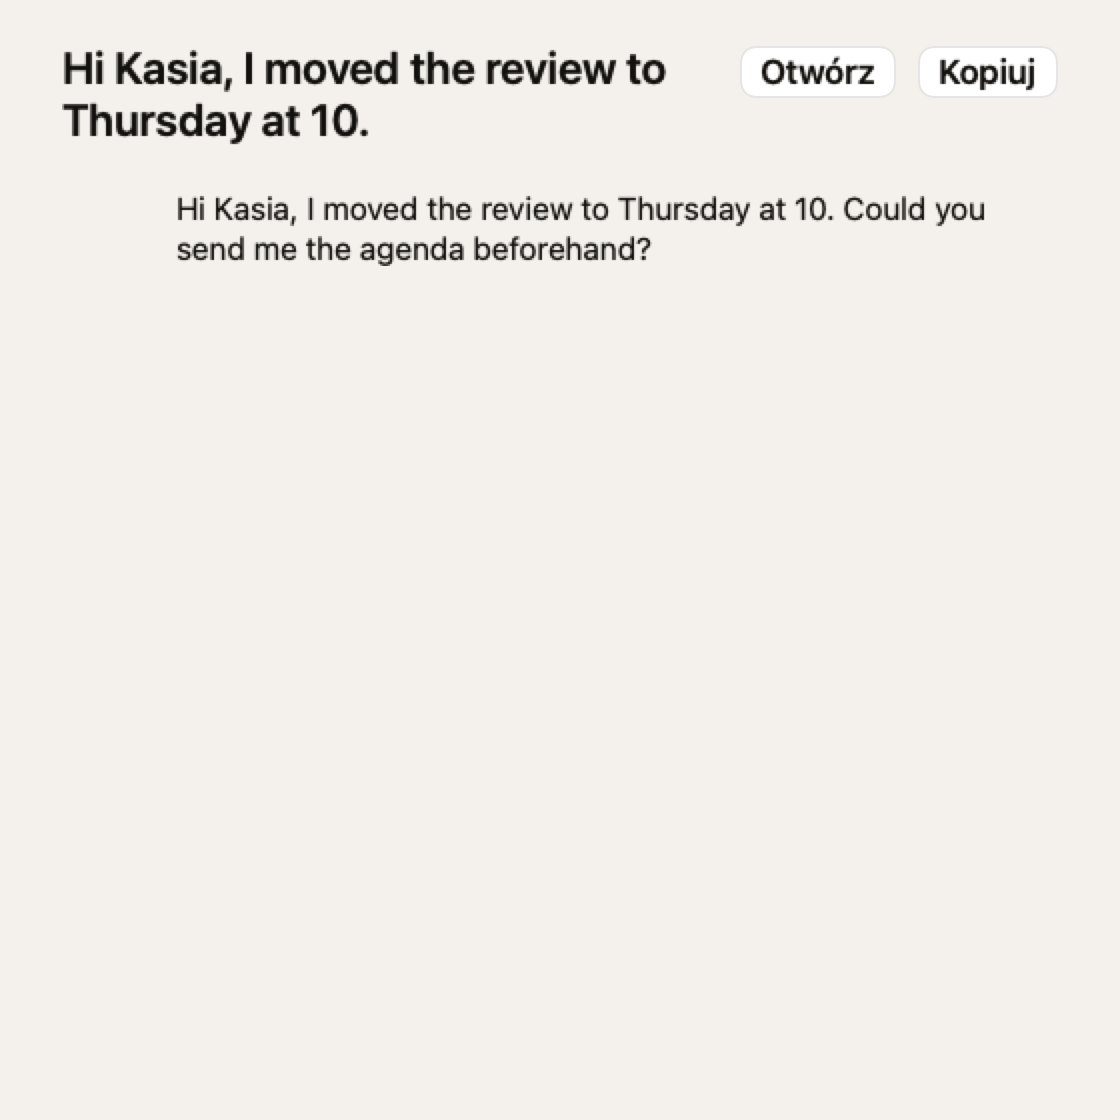 Hi Kasia, I moved the review to
Thursday at 10.
Otwórz
Kopiuj
Hi Kasia, I moved the review to Thursday at 10. Could you
send me the agenda beforehand?